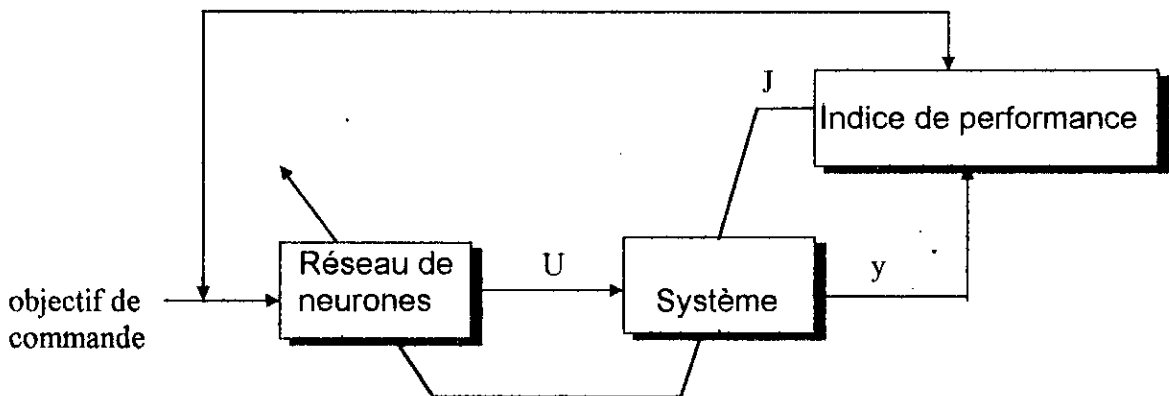 J
Indice de performance
Réseau de
neurones
U
Système
y
objectif de
commande